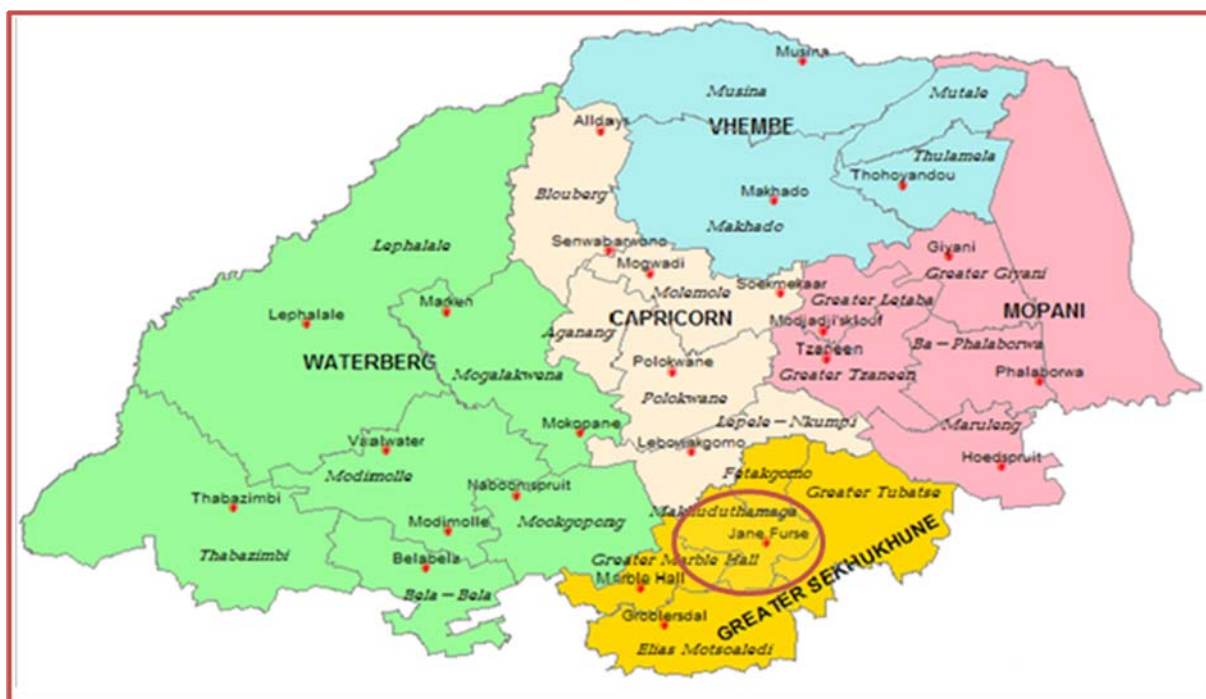 Musina
Musina
Mutale
VHEMBE
Alldays
Thulamela
Thohoyandou
Makhado
Blouberg
Makhado
Lephalale
Senwabarwono
Giyani
Mogwadi
Greater Giyani
Molemole
Soekmekaar
Greater Letaba
Marken
Lephalale
CAPRICORN
MOPANI
Aganang
Modjadji'skloof
Ba-Phalaborwa
WATERBERG
Polokwane
Tzaneen
Mogalakwena
Greater Tzaneen
Phalaborwa
Polokwane
Lepele-Nkumpi
Mokopane
Maruleng
Vaalwater
Lebowakgomo
Hoedspruit
Modimolle
Fetakgomo
Naboomspruit
Greater Tubatse
Thabazimbi
Makhuduthamaga
Modimolle
Mookgopong
Jane Furse
Thabazimbi
Belabela
Greater Marble Hall
Marble Hall
Bela-Bela
GREATER SEKHUKHUNE
Groblersdal
Elias Motsoaledi